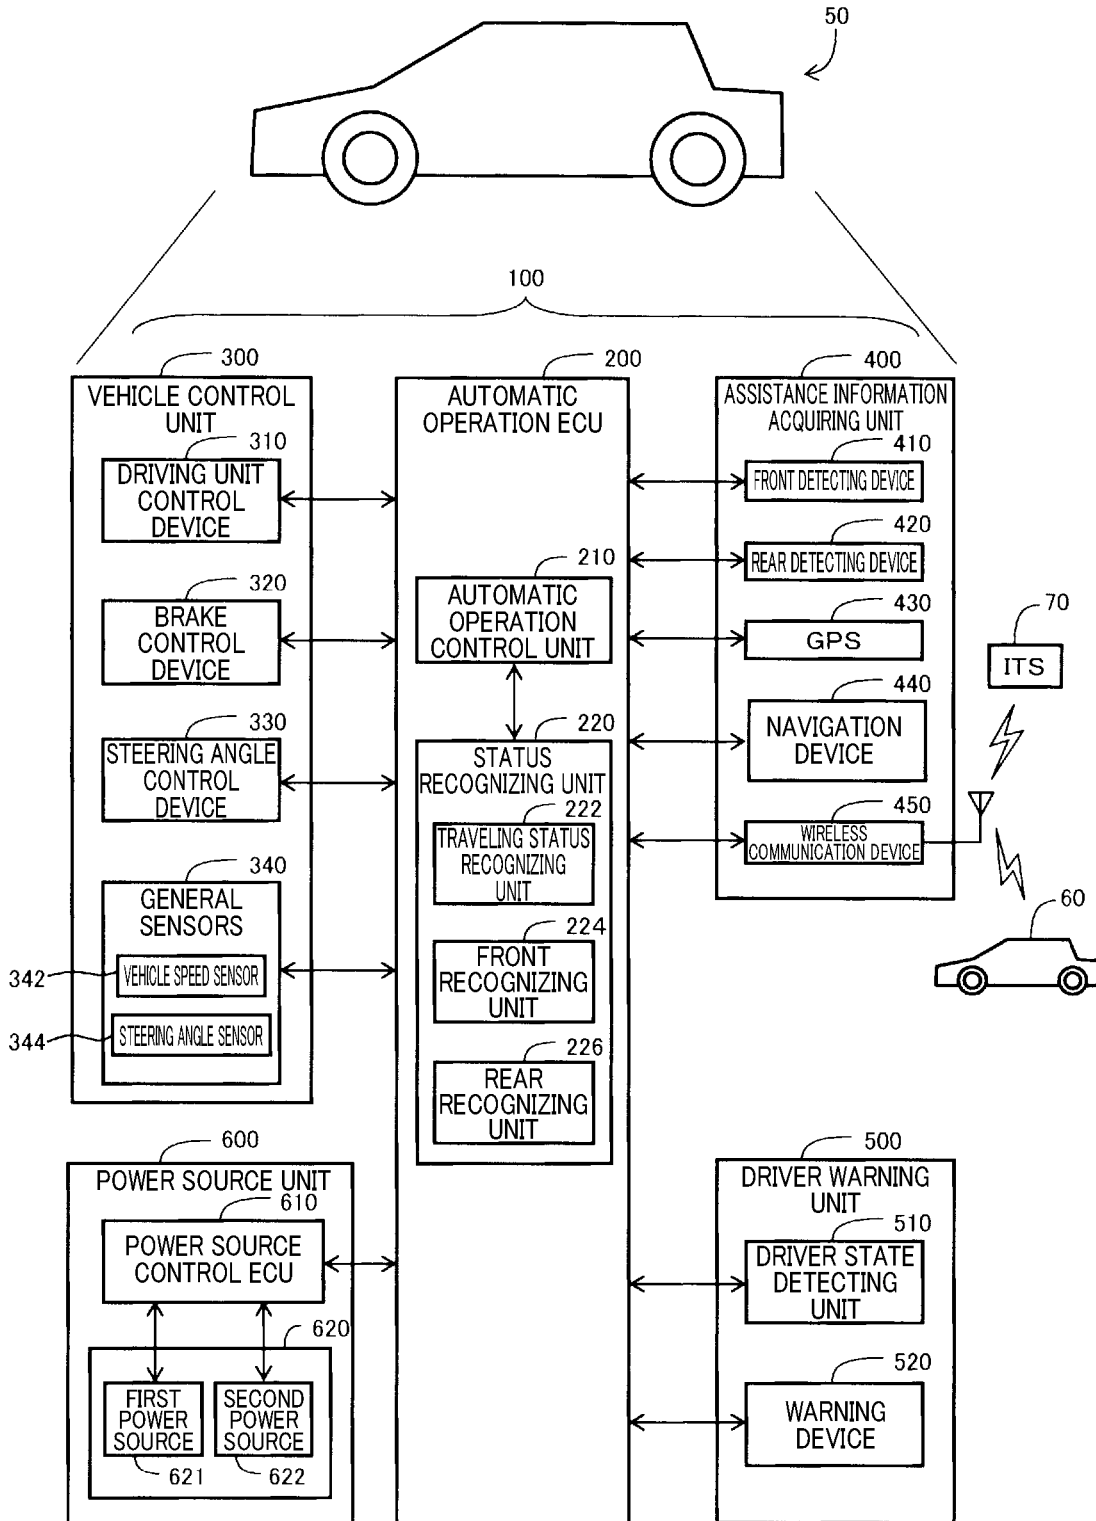 50
100
300
VEHICLE CONTROL
UNIT
310
DRIVING UNIT
CONTROL
DEVICE
320
BRAKE
CONTROL
DEVICE
330
STEERING ANGLE
CONTROL
DEVICE
340
GENERAL
SENSORS
342
VEHICLE SPEED SENSOR
344
STEERING ANGLE SENSOR
600
POWER SOURCE UNIT
610
POWER SOURCE
CONTROL ECU
620
FIRST
POWER
SOURCE
621
SECOND
POWER
SOURCE
622
200
AUTOMATIC
OPERATION ECU
210
AUTOMATIC
OPERATION
CONTROL UNIT
220
STATUS
RECOGNIZING UNIT
222
TRAVELING STATUS
RECOGNIZING
UNIT
224
FRONT
RECOGNIZING
UNIT
226
REAR
RECOGNIZING
UNIT
400
ASSISTANCE INFORMATION
ACQUIRING UNIT
410
FRONT DETECTING DEVICE
420
REAR DETECTING DEVICE
430
GPS
440
NAVIGATION
DEVICE
450
WIRELESS
COMMUNICATION DEVICE
70
ITS
60
500
DRIVER WARNING
UNIT
510
DRIVER STATE
DETECTING
UNIT
520
WARNING
DEVICE